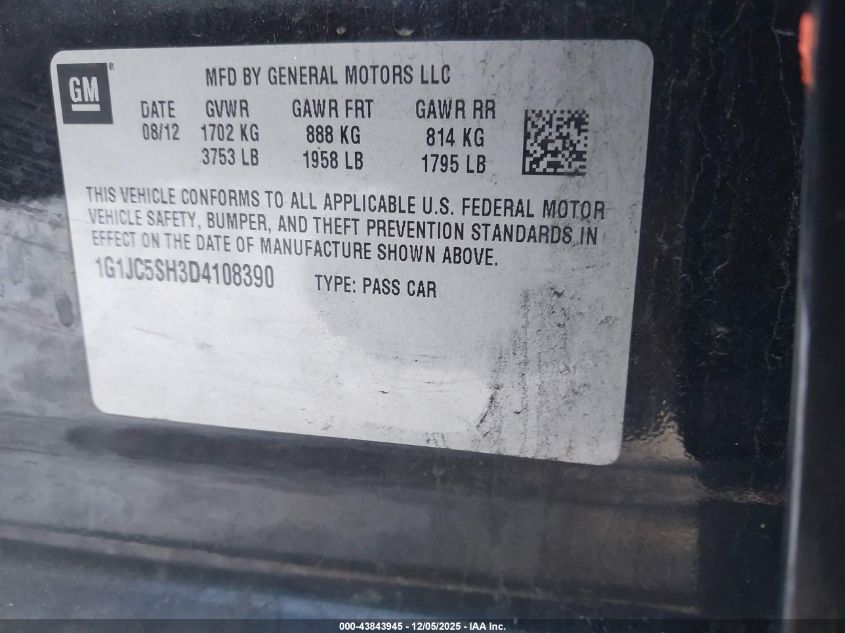 GM
MFD BY GENERAL MOTORS LLC
DATE GVWR GAWR FRT GAWR RR
08/12 1702 KG 888 KG 814 KG
3753 LB 1958 LB 1795 LB
THIS VEHICLE CONFORMS TO ALL APPLICABLE U.S. FEDERAL MOTOR
VEHICLE SAFETY, BUMPER, AND THEFT PREVENTION STANDARDS IN
EFFECT ON THE DATE OF MANUFACTURE SHOWN ABOVE.
1G1JC5SH3D4108390 TYPE: PASS CAR
000-43843945 - 12/05/2025 - IAA Inc.